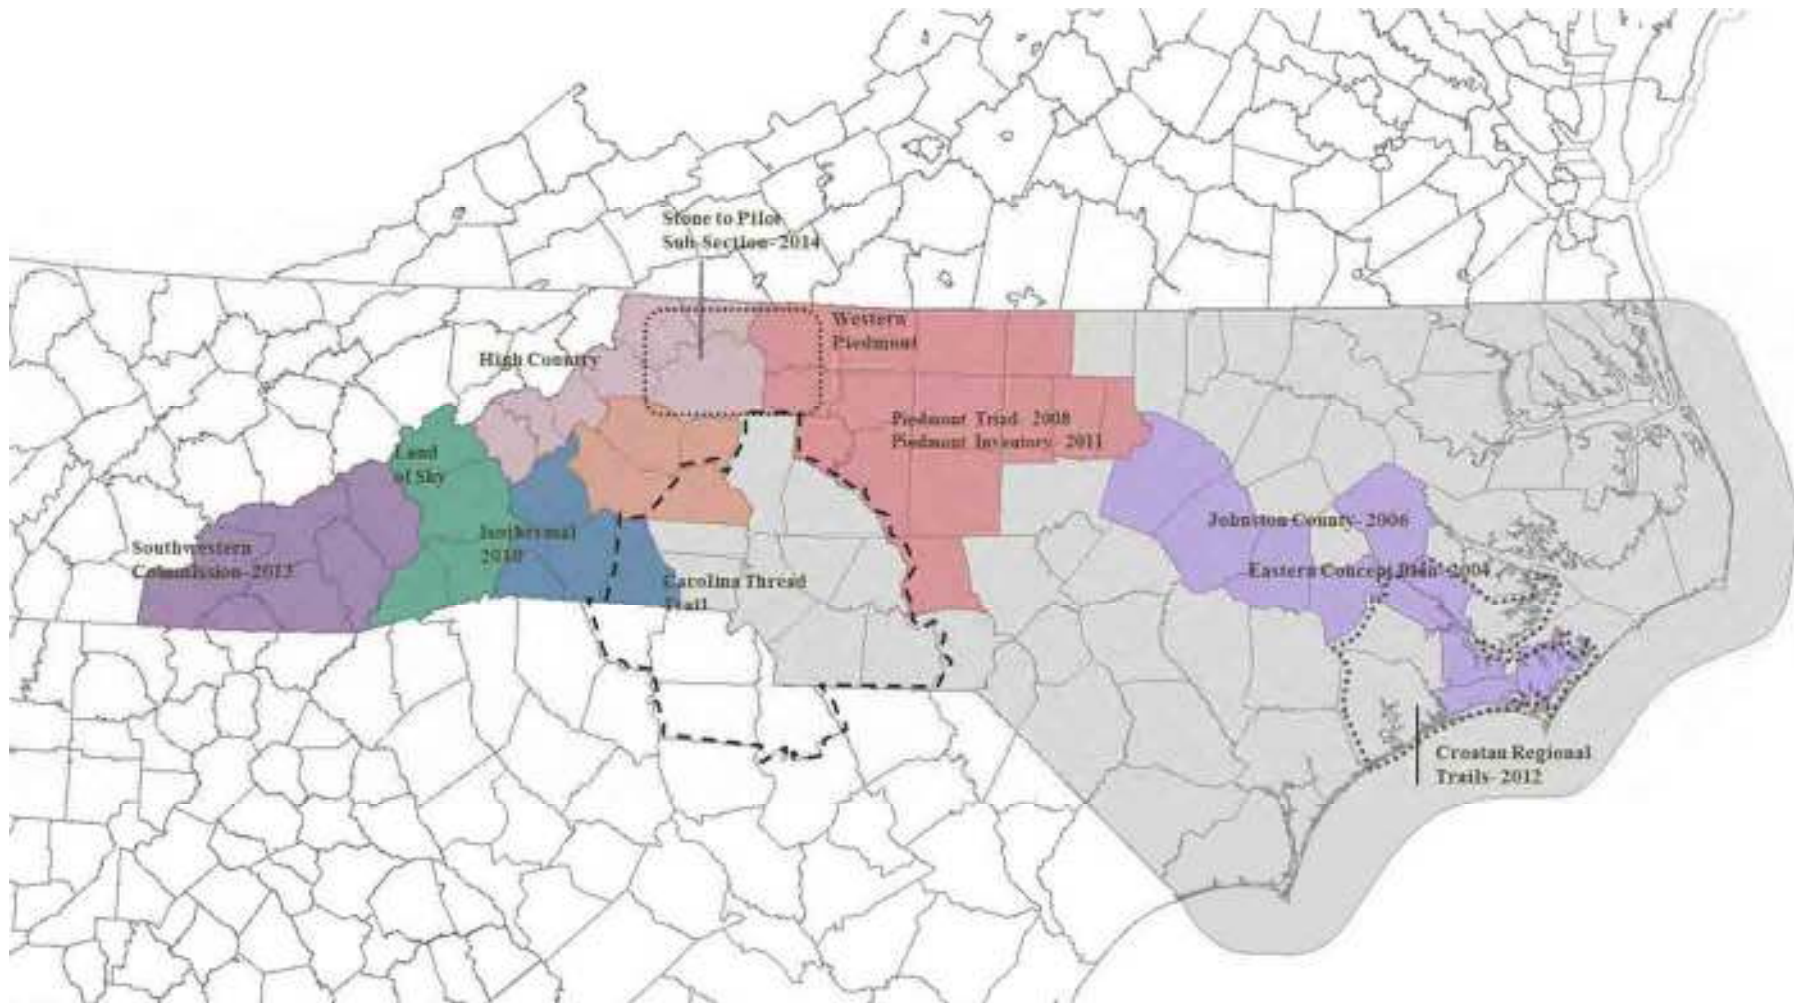 Stone to Pilot
Sub-Section- 2014
Western
Piedmont
High Country
Piedmont Triad- 2008
Piedmont Inventory- 2011
Land
of Sky
Johnston County- 2006
Isothermal
2010
Southwestern
Commission- 2013
Eastern Concept Plan- 2004
Carolina Thread
Trail
Croatan Regional
Trails- 2012